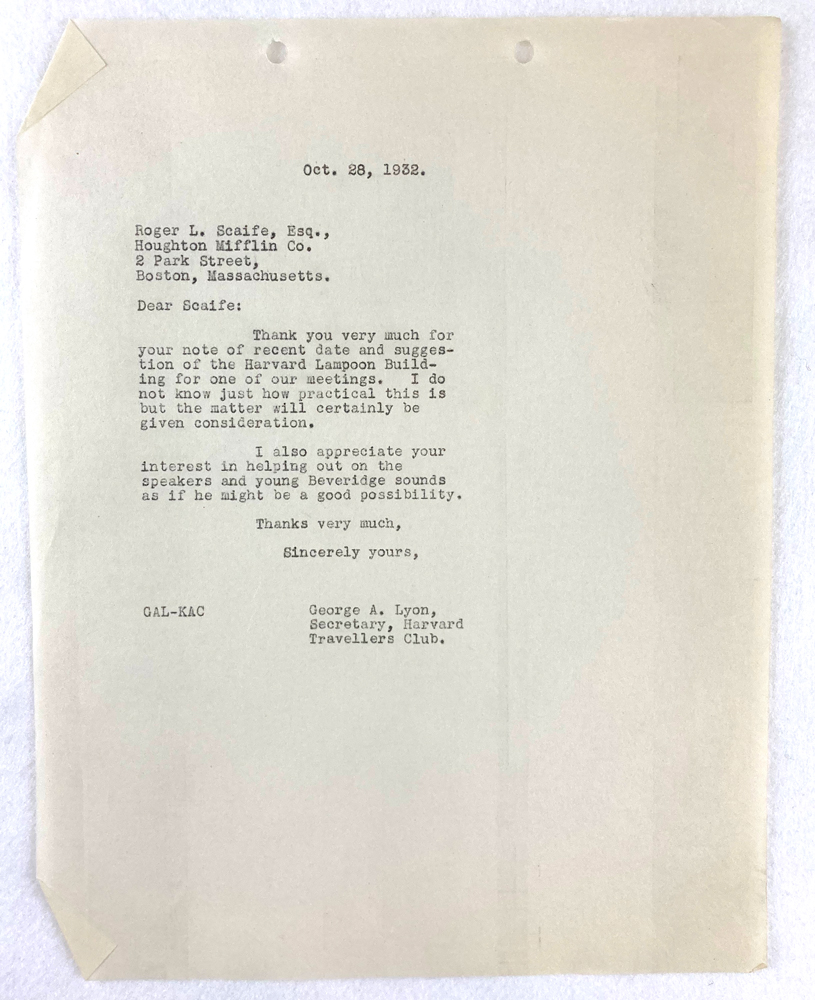 Oct. 28, 1932.
Roger L. Scaife, Esq.,
Houghton Mifflin Co.
2 Park Street,
Boston, Massachusetts.
Dear Scaife:
Thank you very much for
your note of recent date and sugges-
tion of the Harvard Lampoon Build-
ing for one of our meetings. I do
not know just how practical this is
but the matter will certainly be
given consideration.
I also appreciate your
interest in helping out on the
speakers and young Beveridge sounds
as if he might be a good possibility.
Thanks very much,
Sincerely yours,
GAL-KAC
George A. Lyon,
Secretary, Harvard
Travellers Club.